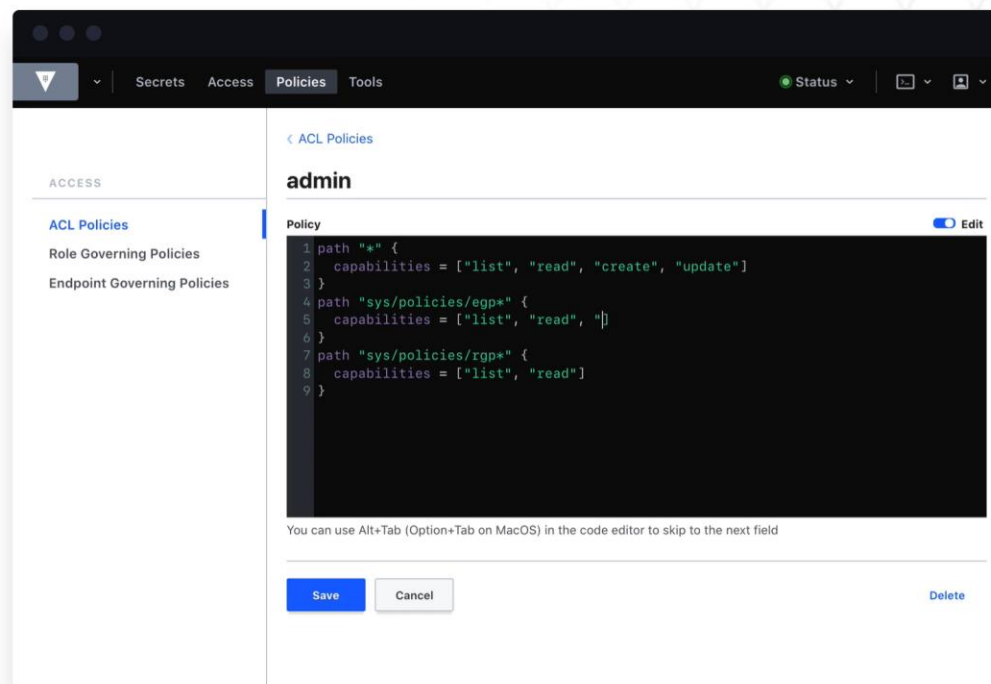 Secrets Access Policies Tools Status
ACL Policies
ACCESS
admin
ACL Policies
Role Governing Policies
Endpoint Governing Policies
Policy Edit
1 path "*" {
2 capabilities = ["list", "read", "create", "update"]
3 }
4 path "sys/policies/egp*" {
5 capabilities = ["list", "read", "]
6 }
7 path "sys/policies/rgp*" {
8 capabilities = ["list", "read"]
9 }
You can use Alt+Tab (Option+Tab on MacOS) in the code editor to skip to the next field
Save Cancel Delete